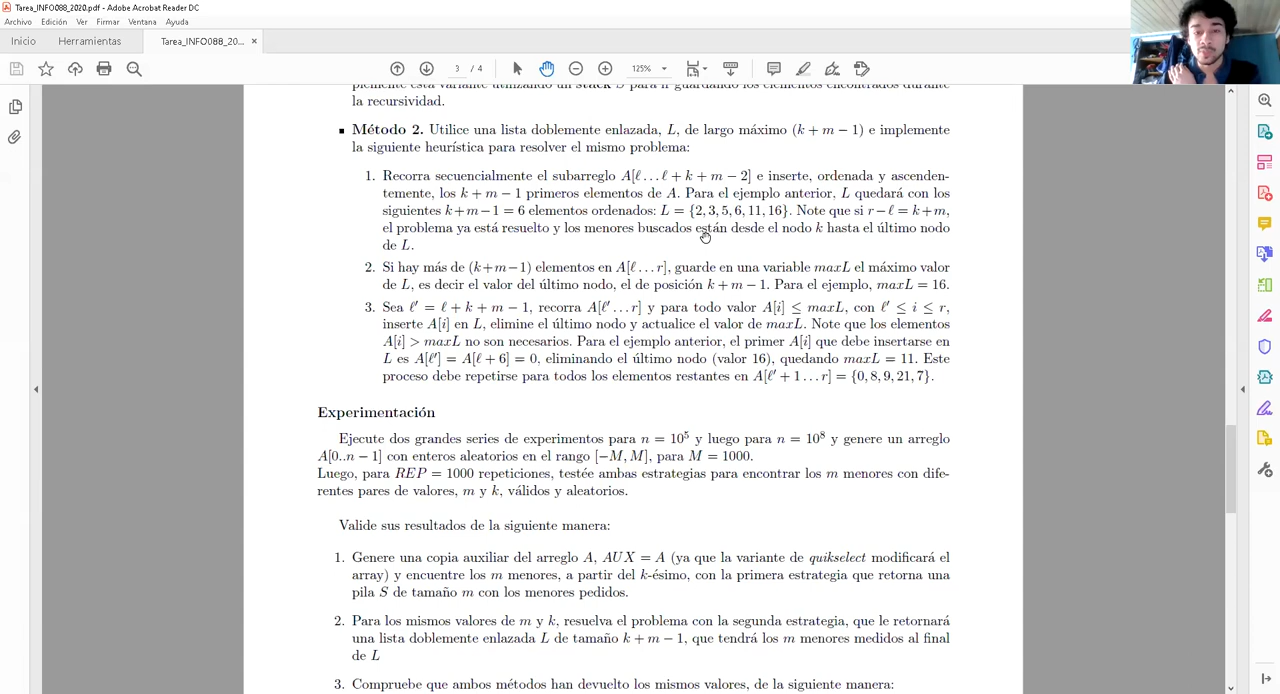 Tarea_INFO088_2020.pdf - Adobe Acrobat Reader DC
Archivo Edición Ver Firmar Ventana Ayuda
Inicio Herramientas Tarea_INFO088_20... ×
3 / 4 125%
plemente esta variante utilizando un stack S para ir guardando los elementos encontrados durante
la recursividad.
▪ Método 2. Utilice una lista doblemente enlazada, L, de largo máximo (k + m − 1) e implemente
la siguiente heurística para resolver el mismo problema:
1. Recorra secuencialmente el subarreglo A[ℓ . . . ℓ + k + m − 2] e inserte, ordenada y ascenden-
temente, los k + m − 1 primeros elementos de A. Para el ejemplo anterior, L quedará con los
siguientes k+m−1 = 6 elementos ordenados: L = {2, 3, 5, 6, 11, 16}. Note que si r−ℓ = k+m,
el problema ya está resuelto y los menores buscados están desde el nodo k hasta el último nodo
de L.
2. Si hay más de (k+m−1) elementos en A[ℓ . . . r], guarde en una variable maxL el máximo valor
de L, es decir el valor del último nodo, el de posición k + m − 1. Para el ejemplo, maxL = 16.
3. Sea ℓ′ = ℓ + k + m − 1, recorra A[ℓ′ . . . r] y para todo valor A[i] ≤ maxL, con ℓ′ ≤ i ≤ r,
inserte A[i] en L, elimine el último nodo y actualice el valor de maxL. Note que los elementos
A[i] > maxL no son necesarios. Para el ejemplo anterior, el primer A[i] que debe insertarse en
L es A[ℓ′] = A[ℓ + 6] = 0, eliminando el último nodo (valor 16), quedando maxL = 11. Este
proceso debe repetirse para todos los elementos restantes en A[ℓ′ + 1 . . . r] = {0, 8, 9, 21, 7}.
Experimentación
Ejecute dos grandes series de experimentos para n = 10⁵ y luego para n = 10⁸ y genere un arreglo
A[0..n − 1] con enteros aleatorios en el rango [−M, M], para M = 1000.
Luego, para REP = 1000 repeticiones, testée ambas estrategias para encontrar los m menores con dife-
rentes pares de valores, m y k, válidos y aleatorios.
Valide sus resultados de la siguiente manera:
1. Genere una copia auxiliar del arreglo A, AUX = A (ya que la variante de quikselect modificará el
array) y encuentre los m menores, a partir del k-ésimo, con la primera estrategia que retorna una
pila S de tamaño m con los menores pedidos.
2. Para los mismos valores de m y k, resuelva el problema con la segunda estrategia, que le retornará
una lista doblemente enlazada L de tamaño k + m − 1, que tendrá los m menores medidos al final
de L
3. Compruebe que ambos métodos han devuelto los mismos valores, de la siguiente manera: